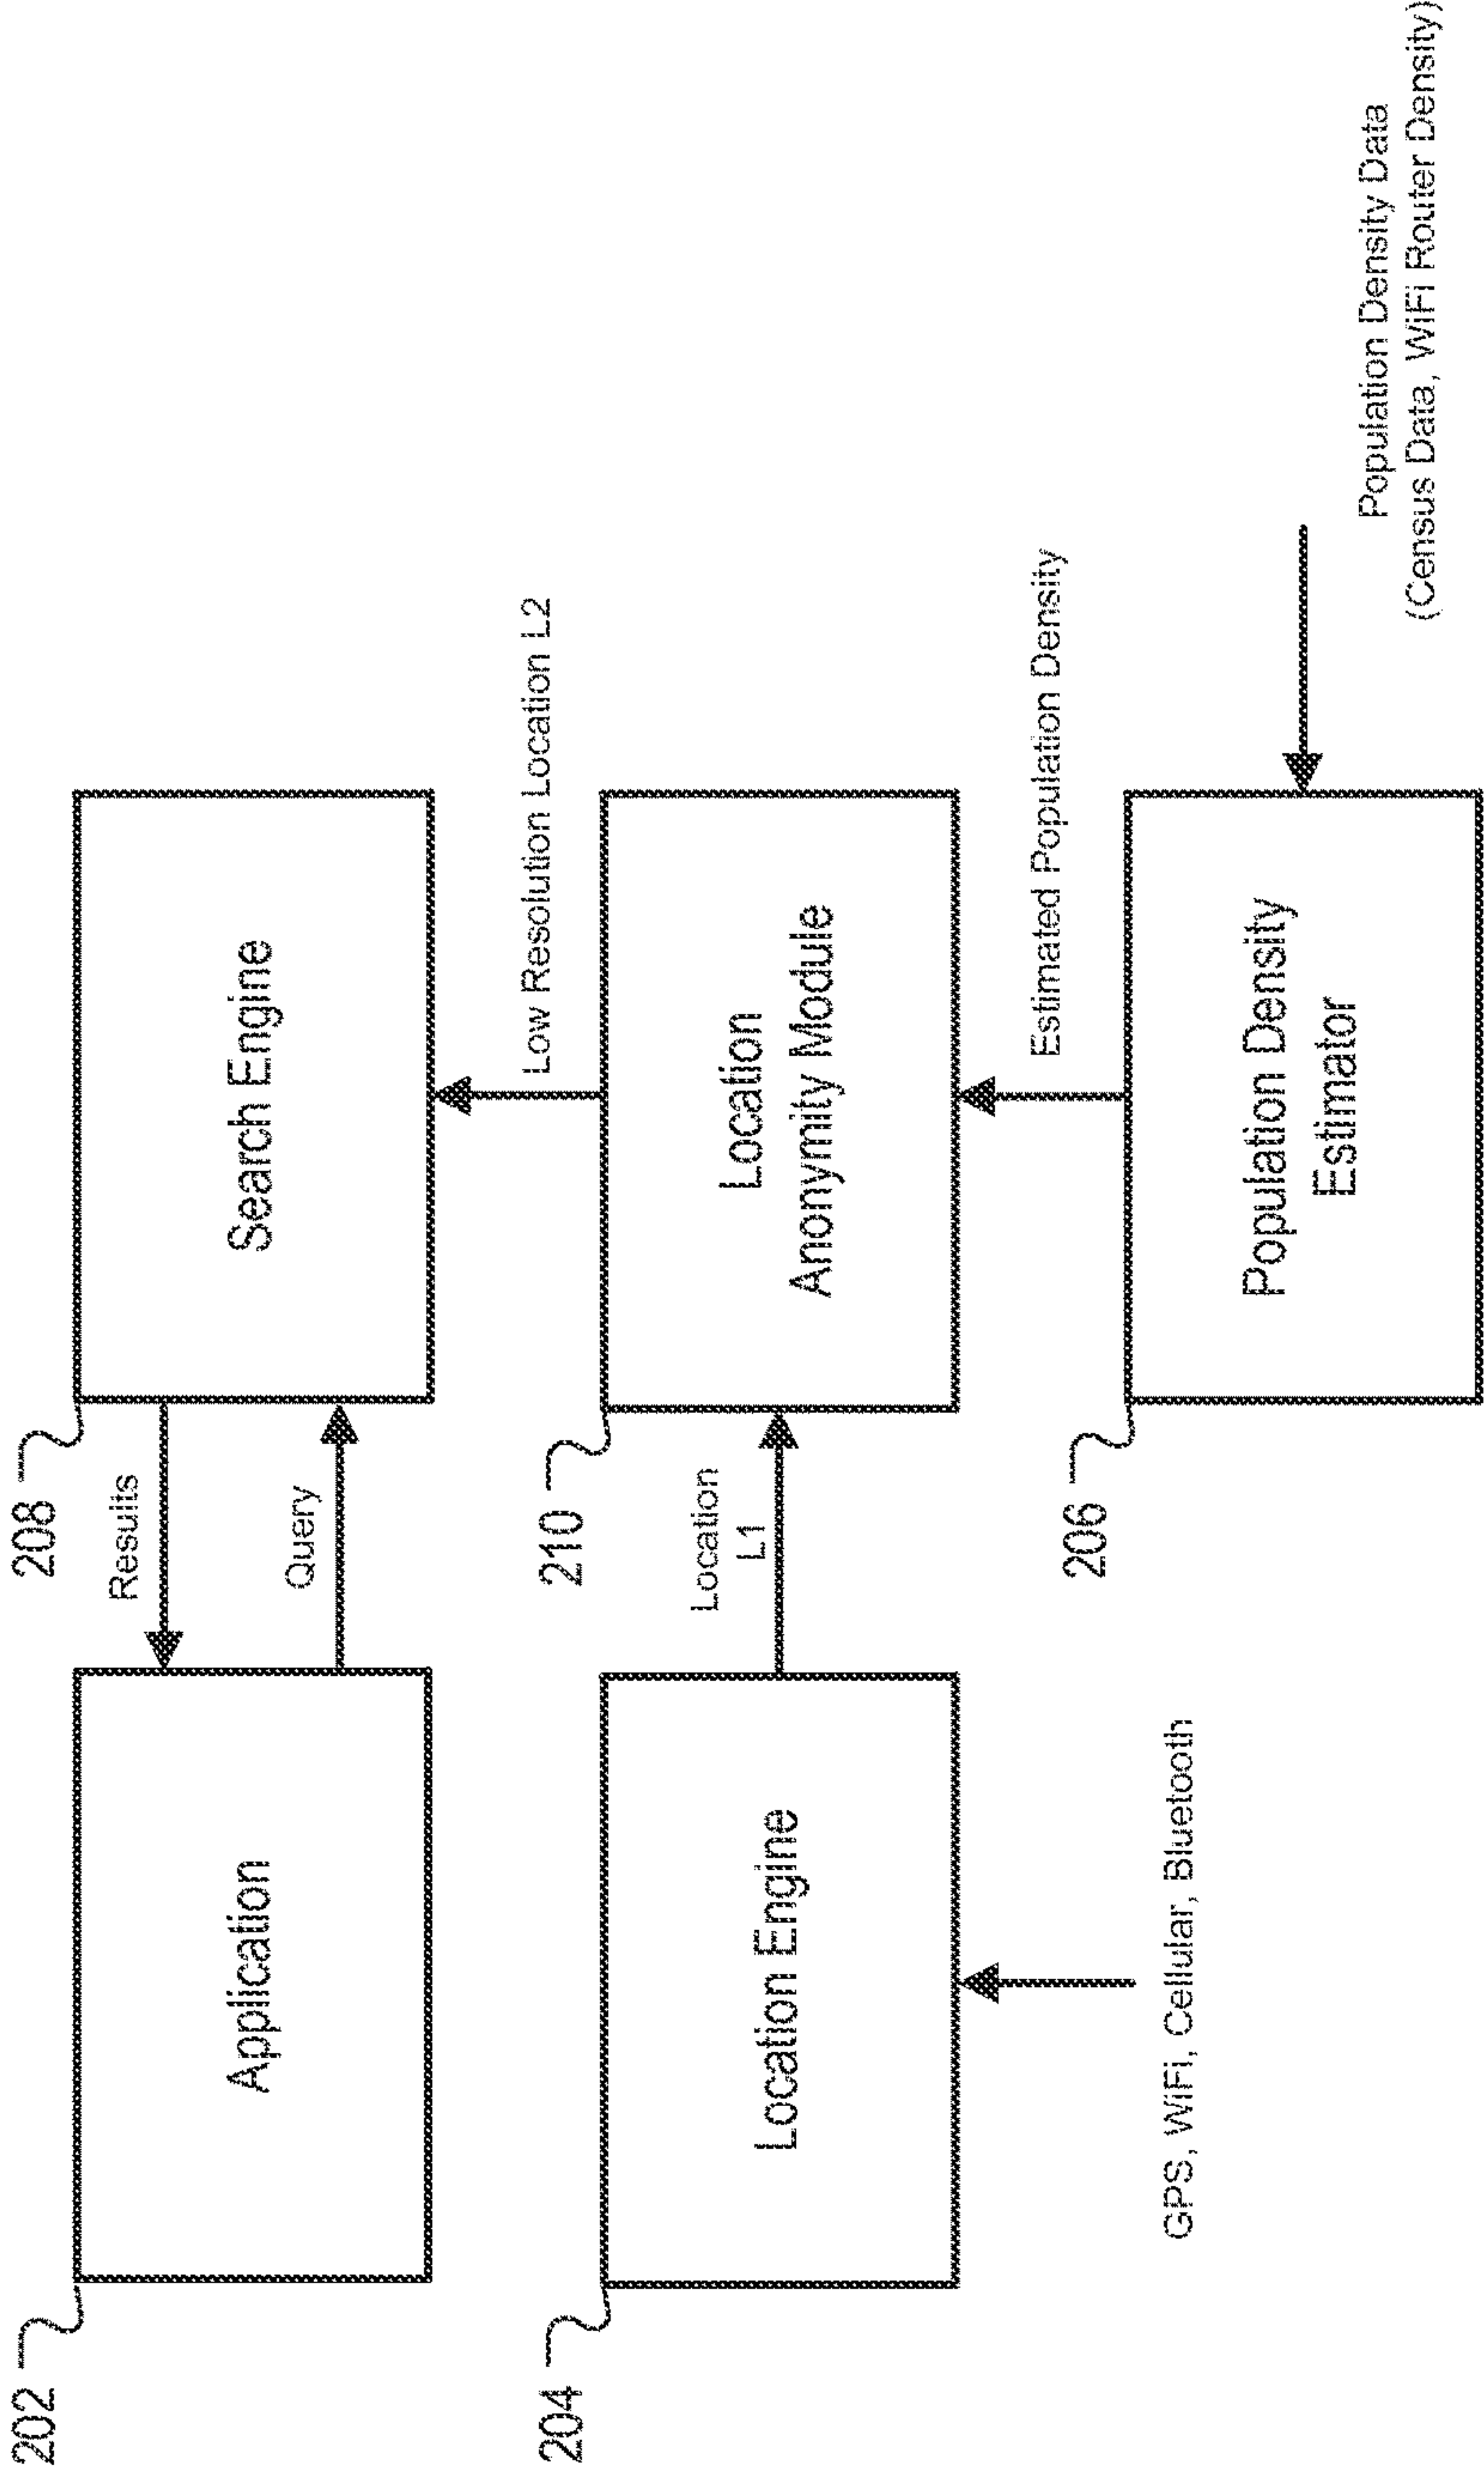 202
Application
Results
Query
208
Search Engine
Low Resolution Location L2
204
Location Engine
GPS, WiFi, Cellular, Bluetooth
Location
L1
210
Location
Anonymity Module
Estimated Population Density
206
Population Density
Estimator
Population Density Data
(Census Data, WiFi Router Density)